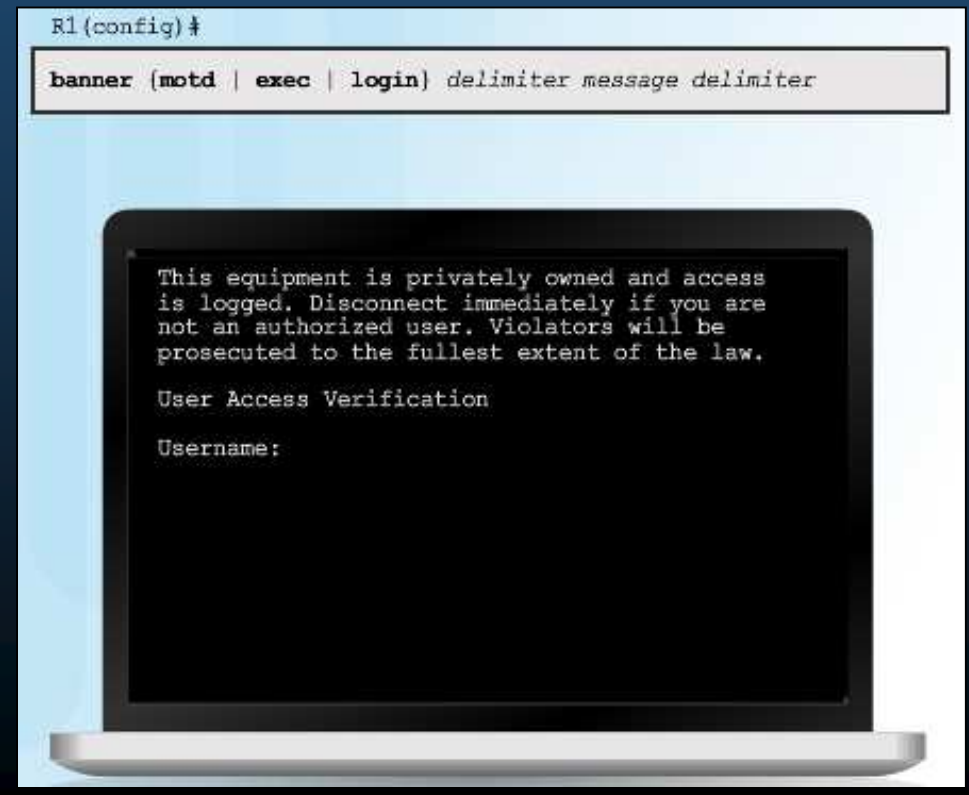 R1(config)#
banner {motd | exec | login} delimiter message delimiter
This equipment is privately owned and access
is logged. Disconnect immediately if you are
not an authorized user. Violators will be
prosecuted to the fullest extent of the law.
User Access Verification
Username: